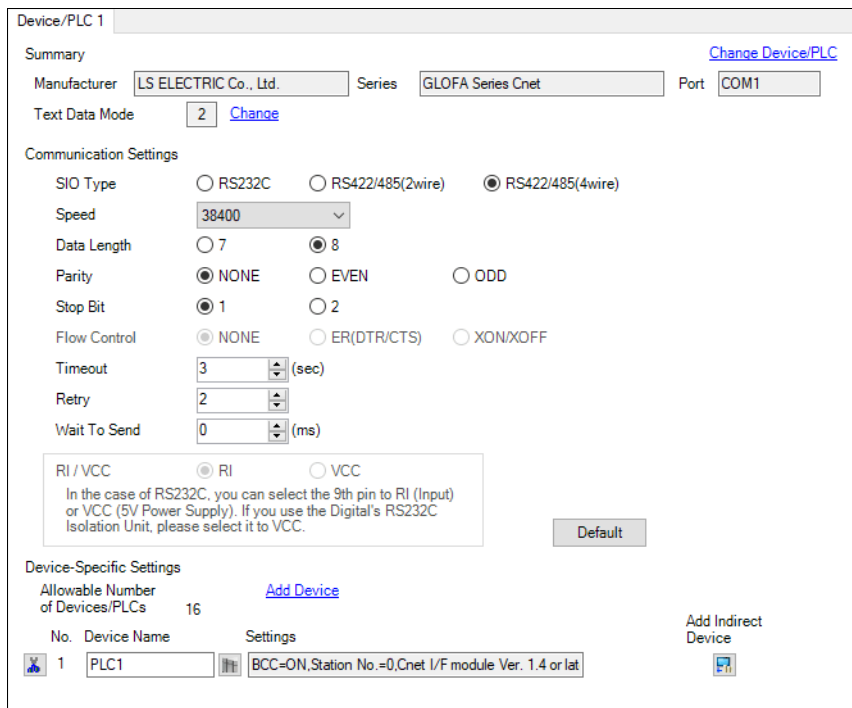 Device/PLC 1
Summary
Change Device/PLC
Manufacturer LS ELECTRIC Co., Ltd. Series GLOFA Series Cnet Port COM1
Text Data Mode 2 Change
Communication Settings
SIO Type RS232C RS422/485(2wire) RS422/485(4wire)
Speed 38400
Data Length 7 8
Parity NONE EVEN ODD
Stop Bit 1 2
Flow Control NONE ER(DTR/CTS) XON/XOFF
Timeout 3 (sec)
Retry 2
Wait To Send 0 (ms)
RI / VCC RI VCC
In the case of RS232C, you can select the 9th pin to RI (Input)
or VCC (5V Power Supply). If you use the Digital's RS232C
Isolation Unit, please select it to VCC.
Default
Device-Specific Settings
Allowable Number
of Devices/PLCs 16
Add Device
Add Indirect
Device
No. Device Name Settings
1 PLC1 BCC=ON,Station No.=0,Cnet I/F module Ver. 1.4 or lat